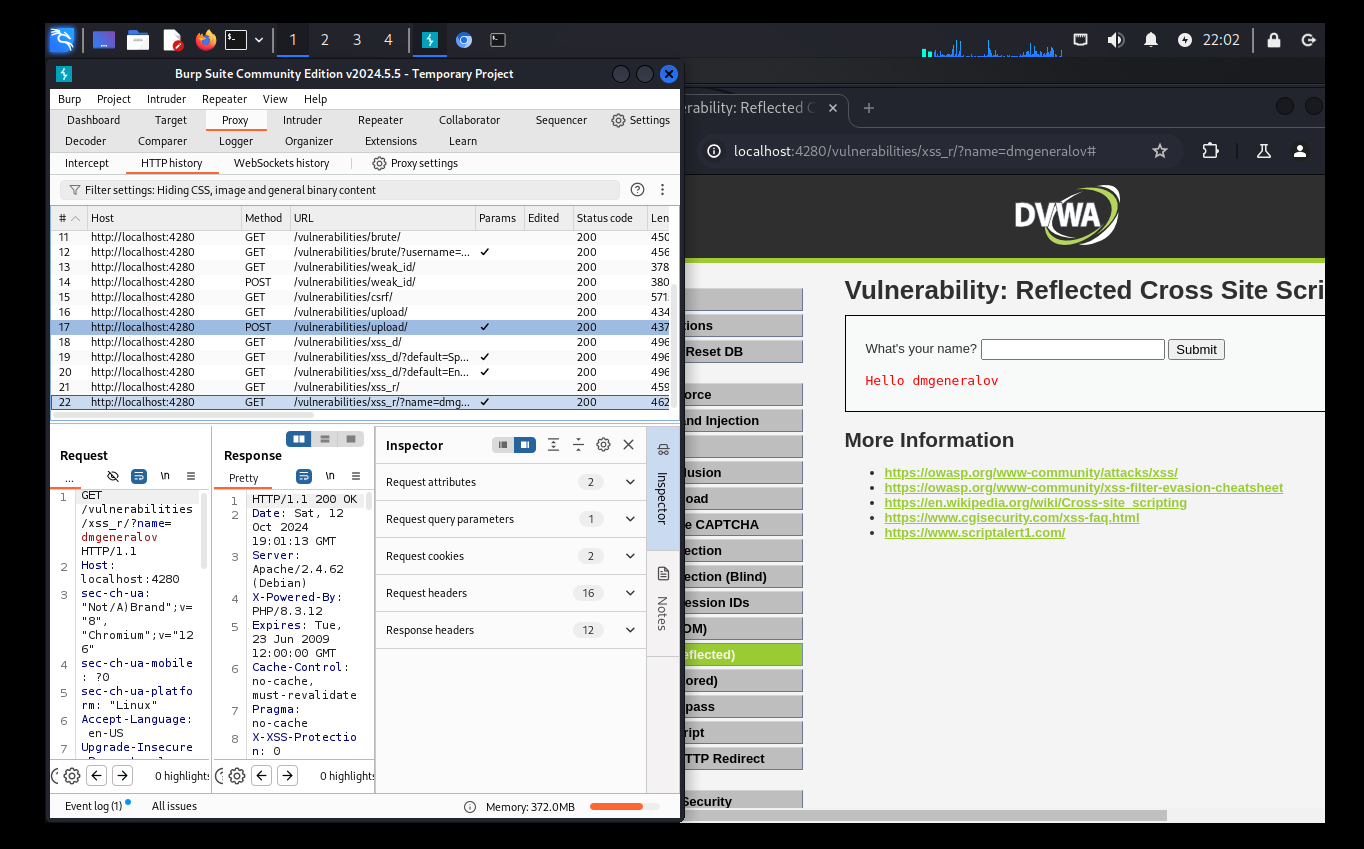 1 2 3 4 22:02
Burp Suite Community Edition v2024.5.5 - Temporary Project
Burp Project Intruder Repeater View Help
Dashboard Target Proxy Intruder Repeater Collaborator Sequencer Settings
Decoder Comparer Logger Organizer Extensions Learn
Intercept HTTP history WebSockets history Proxy settings
Filter settings: Hiding CSS, image and general binary content
# Host Method URL Params Edited Status code Len
11 http://localhost:4280 GET /vulnerabilities/brute/ 200 450
12 http://localhost:4280 GET /vulnerabilities/brute/?username=... ✓ 200 456
13 http://localhost:4280 GET /vulnerabilities/weak_id/ 200 378
14 http://localhost:4280 POST /vulnerabilities/weak_id/ 200 380
15 http://localhost:4280 GET /vulnerabilities/csrf/ 200 571
16 http://localhost:4280 GET /vulnerabilities/upload/ 200 434
17 http://localhost:4280 POST /vulnerabilities/upload/ ✓ 200 437
18 http://localhost:4280 GET /vulnerabilities/xss_d/ 200 496
19 http://localhost:4280 GET /vulnerabilities/xss_d/?default=Sp... ✓ 200 496
20 http://localhost:4280 GET /vulnerabilities/xss_d/?default=En... ✓ 200 496
21 http://localhost:4280 GET /vulnerabilities/xss_r/ 200 459
22 http://localhost:4280 GET /vulnerabilities/xss_r/?name=dmg... ✓ 200 462
Request
... \n
1 GET
/vulnerabilities
/xss_r/?name=
dmgeneralov
HTTP/1.1
2 Host:
localhost:4280
3 sec-ch-ua:
"Not/A)Brand";v=
"8",
"Chromium";v="12
6"
4 sec-ch-ua-mobile
: ?0
5 sec-ch-ua-platfo
rm: "Linux"
6 Accept-Language:
en-US
7 Upgrade-Insecure
0 highlights
Response
Pretty \n
1 HTTP/1.1 200 OK
2 Date: Sat, 12
Oct 2024
19:01:13 GMT
3 Server:
Apache/2.4.62
(Debian)
4 X-Powered-By:
PHP/8.3.12
5 Expires: Tue,
23 Jun 2009
12:00:00 GMT
6 Cache-Control:
no-cache,
must-revalidate
7 Pragma:
no-cache
8 X-XSS-Protectio
n: 0
0 highlights
Inspector
Request attributes 2
Request query parameters 1
Request cookies 2
Request headers 16
Response headers 12
Inspector
Notes
Event log (1) All issues Memory: 372.0MB
rability: Reflected C
localhost:4280/vulnerabilities/xss_r/?name=dmgeneralov#
DVWA
tions
Reset DB
orce
nd Injection
lusion
oad
e CAPTCHA
ection
ection (Blind)
ession IDs
OM)
eflected)
ored)
pass
ript
TTP Redirect
Security
Vulnerability: Reflected Cross Site Scri
What's your name? Submit
Hello dmgeneralov
More Information
https://owasp.org/www-community/attacks/xss/
https://owasp.org/www-community/xss-filter-evasion-cheatsheet
https://en.wikipedia.org/wiki/Cross-site_scripting
https://www.cgisecurity.com/xss-faq.html
https://www.scriptalert1.com/